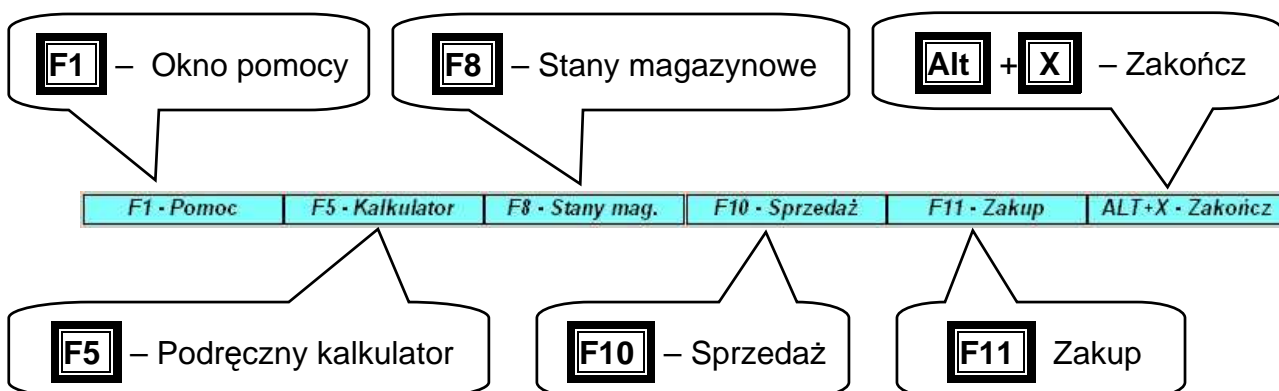 F1 – Okno pomocy
F8 – Stany magazynowe
Alt + X – Zakończ
F1 - Pomoc F5 - Kalkulator F8 - Stany mag. F10 - Sprzedaż F11 - Zakup ALT+X - Zakończ
F5 – Podręczny kalkulator
F10 – Sprzedaż
F11 Zakup